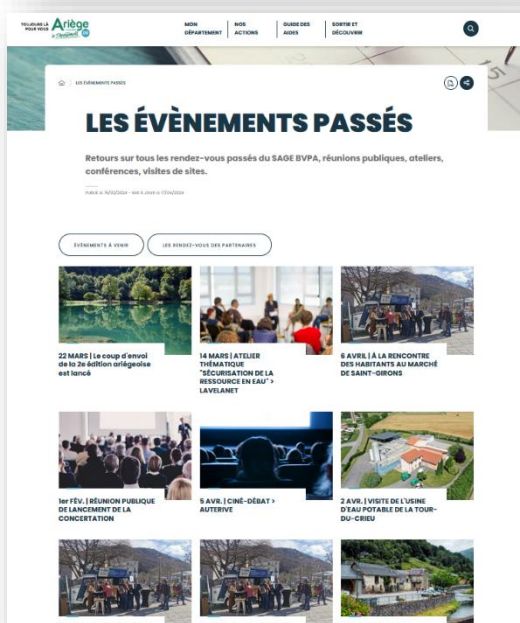 TOUJOURS LÀ
POUR VOUS
Ariège
le Département
09
MON
DÉPARTEMENT
NOS
ACTIONS
GUIDE DES
AIDES
SORTIR ET
DÉCOUVRIR
LES ÉVÈNEMENTS PASSÉS
LES ÉVÈNEMENTS PASSÉS
Retours sur tous les rendez-vous passés du SAGE BVPA, réunions publiques, ateliers,
conférences, visites de sites.
ÉVÈNEMENTS À VENIR
LES RENDEZ-VOUS DES PARTENAIRES
22 MARS | Le coup d'envoi
de la 2e édition ariégeoise
est lancé
14 MARS | ATELIER
THÉMATIQUE
"SÉCURISATION DE LA
RESSOURCE EN EAU" >
LAVELANET
6 AVRIL | À LA RENCONTRE
DES HABITANTS AU MARCHÉ
DE SAINT-GIRONS
1er FÉV. | RÉUNION PUBLIQUE
DE LANCEMENT DE LA
CONCERTATION
5 AVR. | CINÉ-DÉBAT >
AUTERIVE
2 AVR. | VISITE DE L'USINE
D'EAU POTABLE DE LA TOUR-
DU-CRIEU